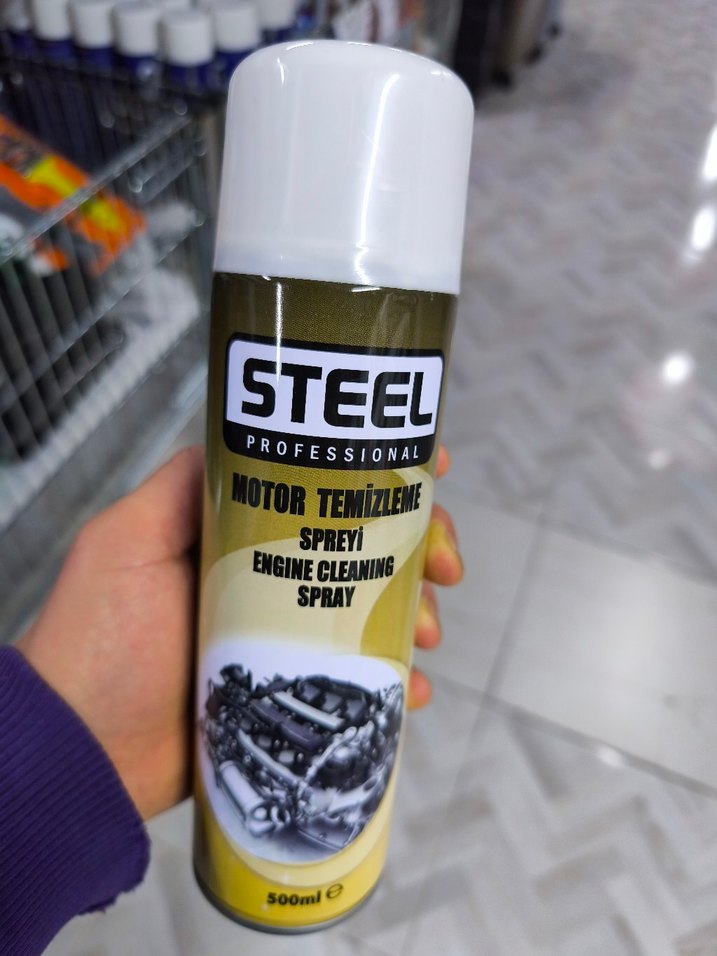 STEEL
PROFESSIONAL
MOTOR TEMİZLEME
SPREYİ
ENGINE CLEANING
SPRAY
500ml ℮